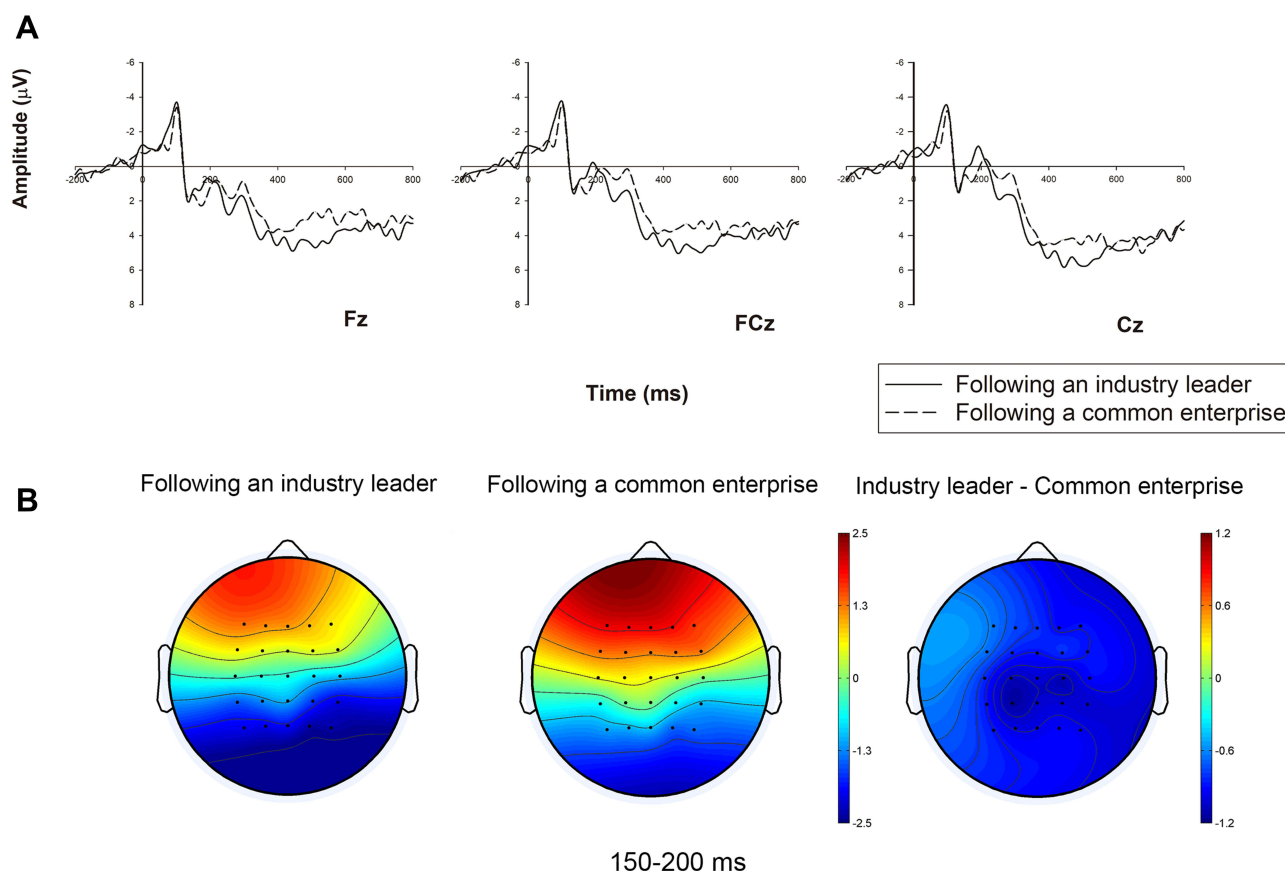 A
Amplitude (µV)
-6
-4
-2
0
2
4
6
8
-200 0 200 400 600 800
Fz
-6
-4
-2
0
2
4
6
8
-200 0 200 400 600 800
FCz
-6
-4
-2
0
2
4
6
8
-200 0 200 400 600 800
Cz
Time (ms)
Following an industry leader
Following a common enterprise
B
Following an industry leader
Following a common enterprise
Industry leader - Common enterprise
2.5
1.3
0
-1.3
-2.5
1.2
0.6
0
-0.6
-1.2
150-200 ms